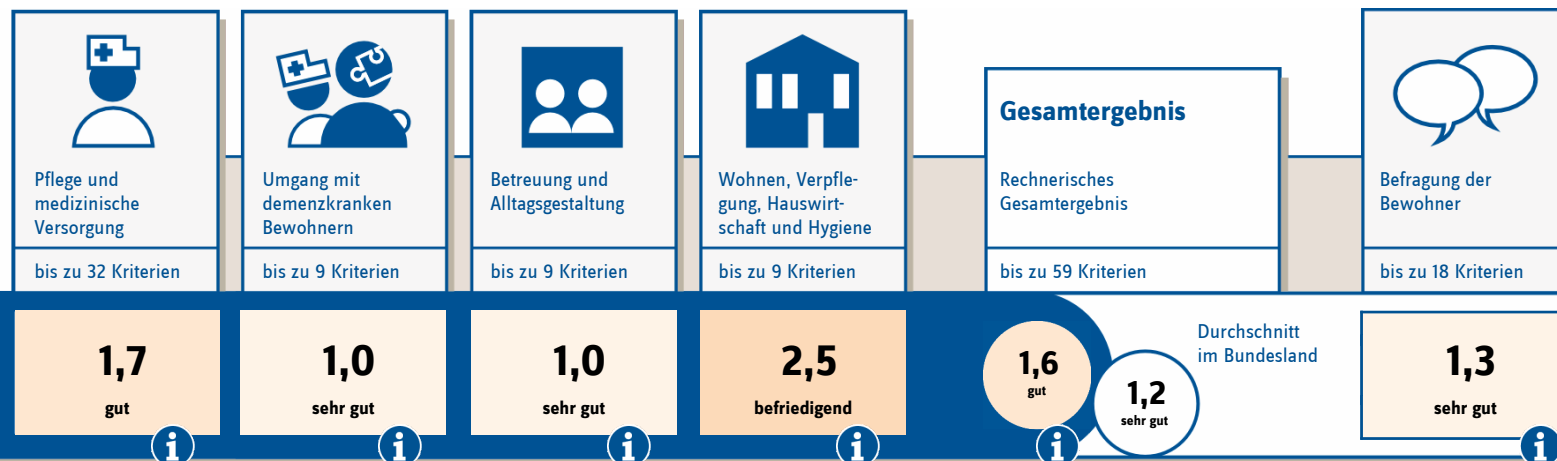 Pflege und
medizinische
Versorgung
bis zu 32 Kriterien
1,7
gut
Umgang mit
demenzkranken
Bewohnern
bis zu 9 Kriterien
1,0
sehr gut
Betreuung und
Alltagsgestaltung
bis zu 9 Kriterien
1,0
sehr gut
Wohnen, Verpfle-
gung, Hauswirt-
schaft und Hygiene
bis zu 9 Kriterien
2,5
befriedigend
Gesamtergebnis
Rechnerisches
Gesamtergebnis
bis zu 59 Kriterien
1,6
gut
1,2
sehr gut
Durchschnitt
im Bundesland
Befragung der
Bewohner
bis zu 18 Kriterien
1,3
sehr gut
i
i
i
i
i
i